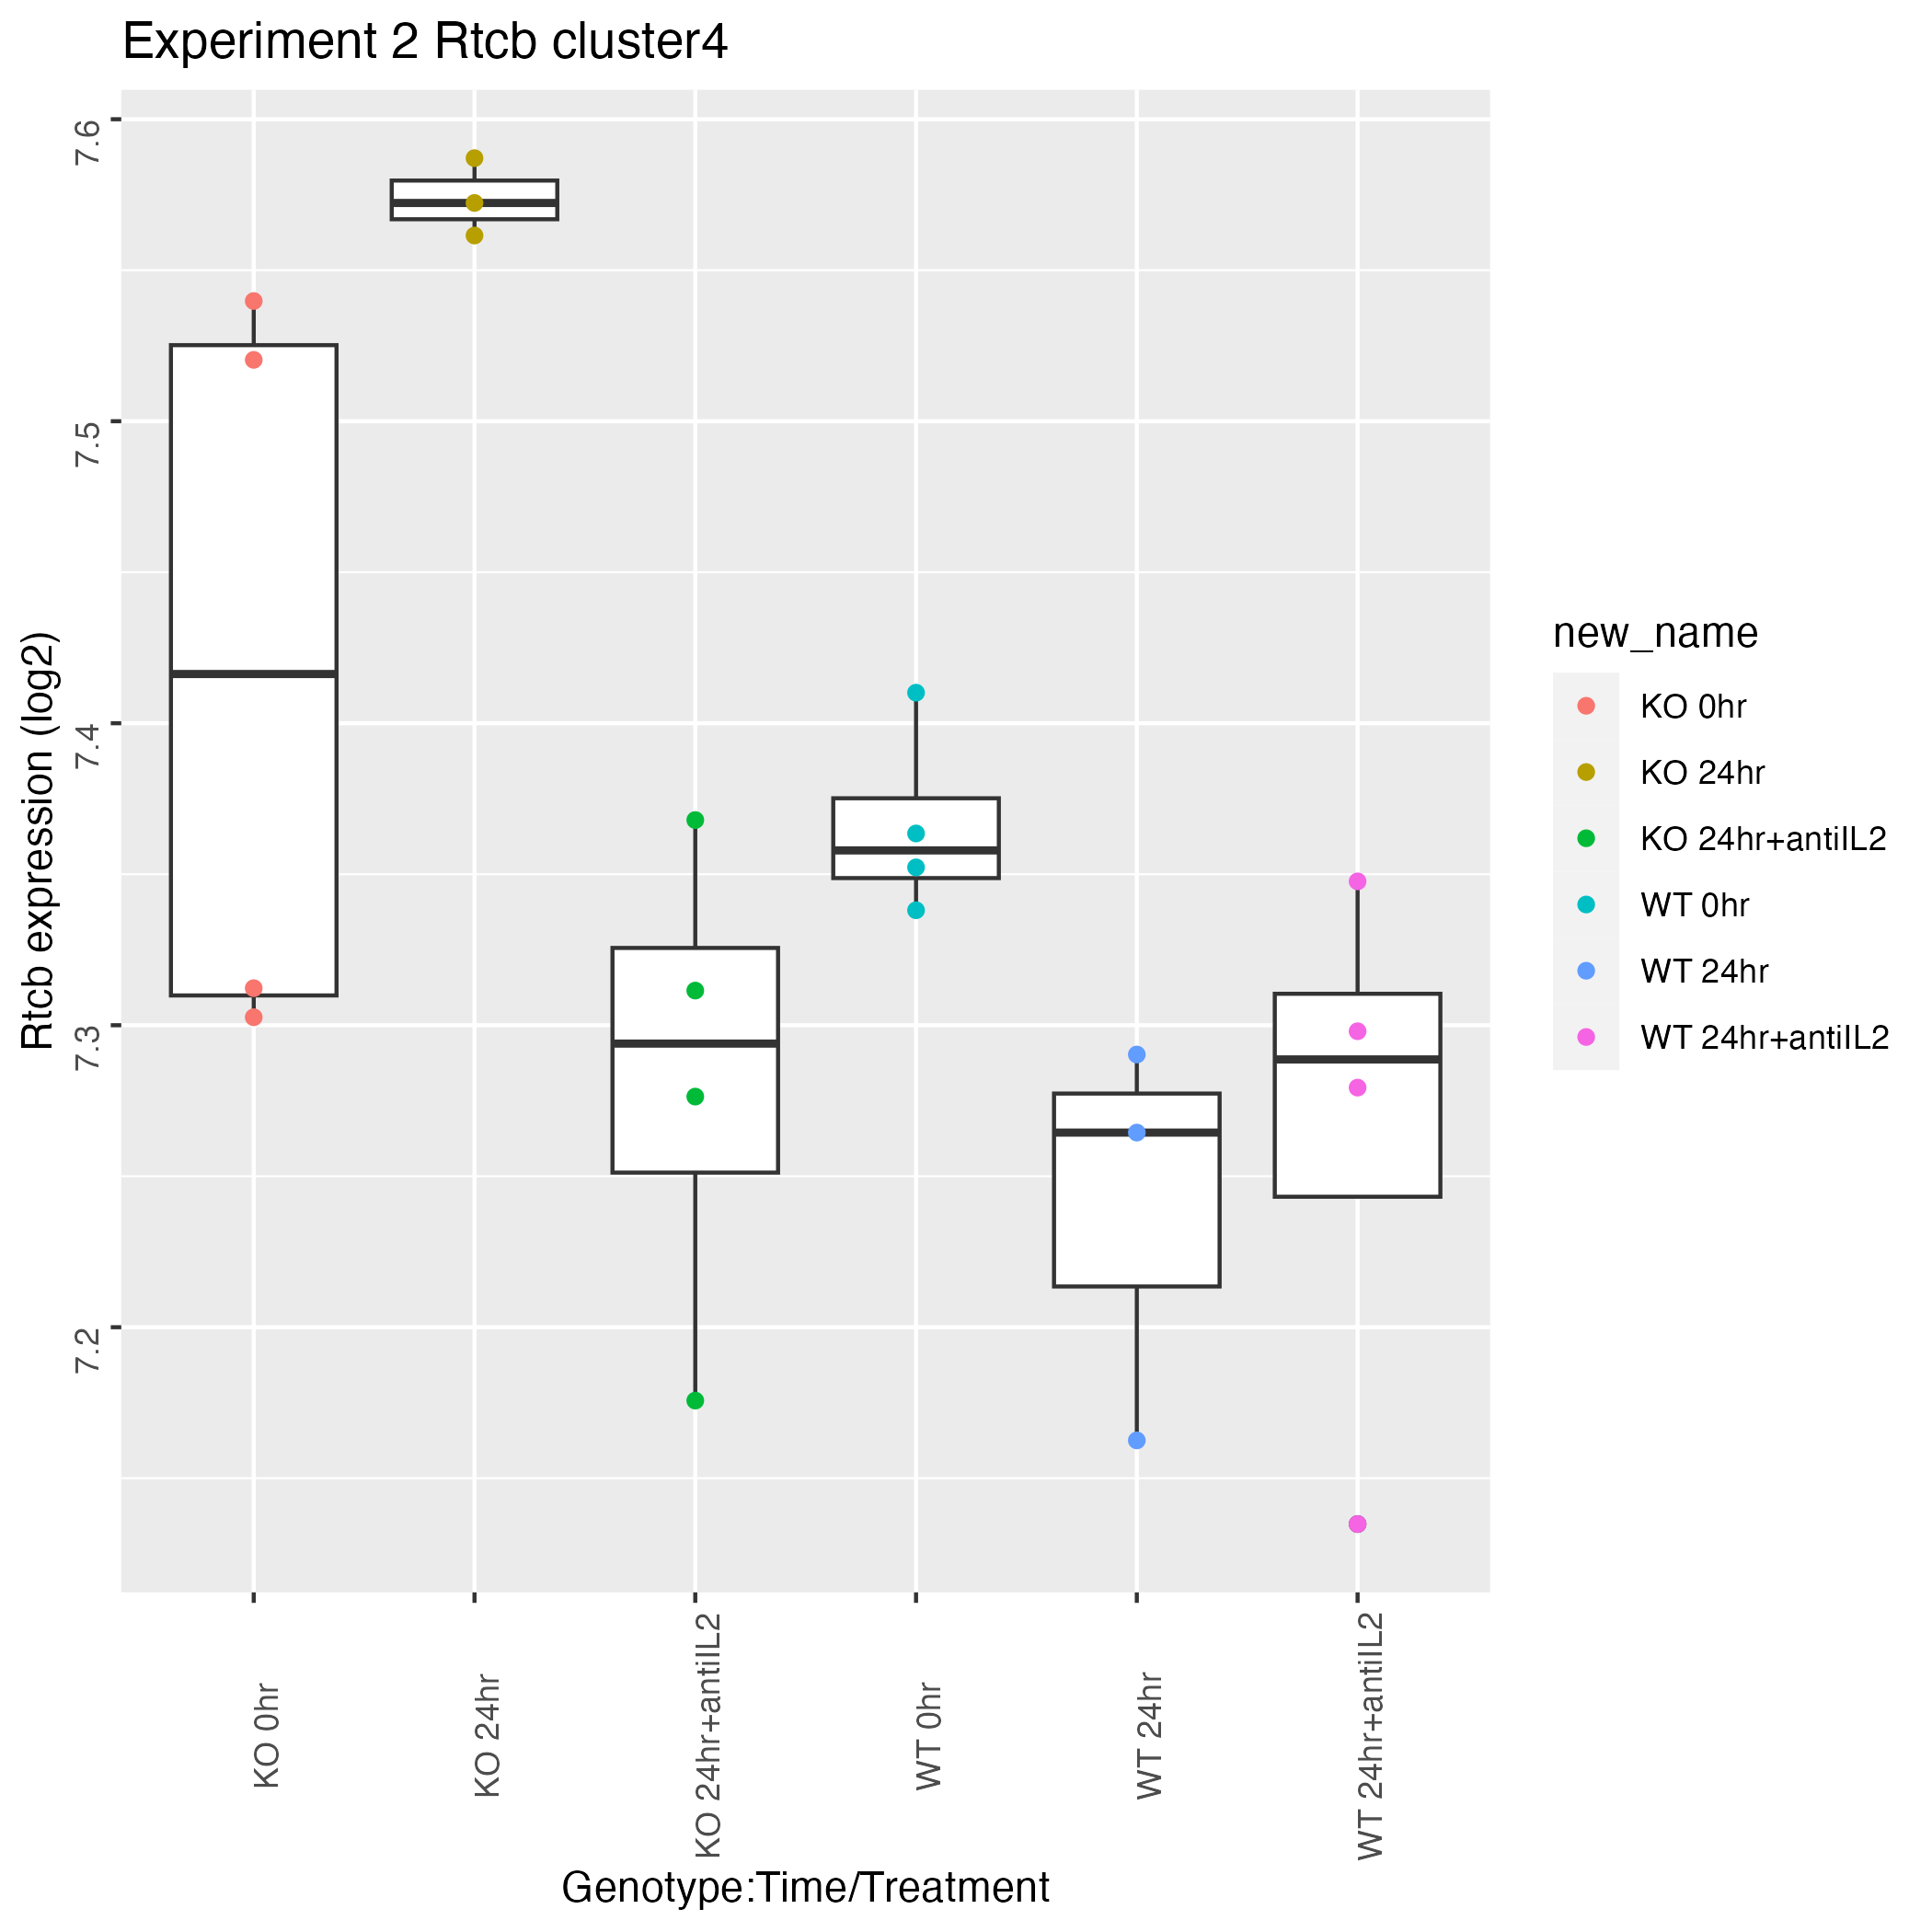 Experiment 2 Rtcb cluster4
Rtcb expression (log2)
7.6
7.5
7.4
7.3
7.2
KO 0hr
KO 24hr
KO 24hr+antiIL2
WT 0hr
WT 24hr
WT 24hr+antiIL2
Genotype:Time/Treatment
new_name
KO 0hr
KO 24hr
KO 24hr+antiIL2
WT 0hr
WT 24hr
WT 24hr+antiIL2